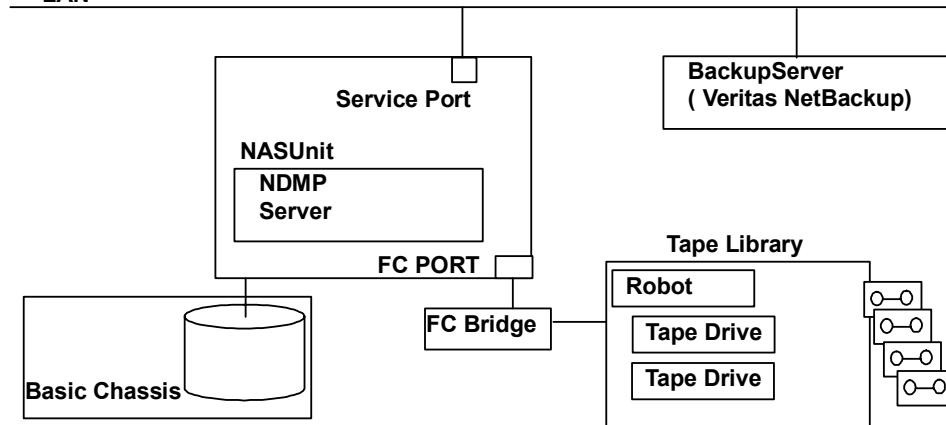 LAN
BackupServer
( Veritas NetBackup)
Service Port
NASUnit
NDMP
Server
Tape Library
FC PORT
Robot
FC Bridge
Tape Drive
Tape Drive
Basic Chassis